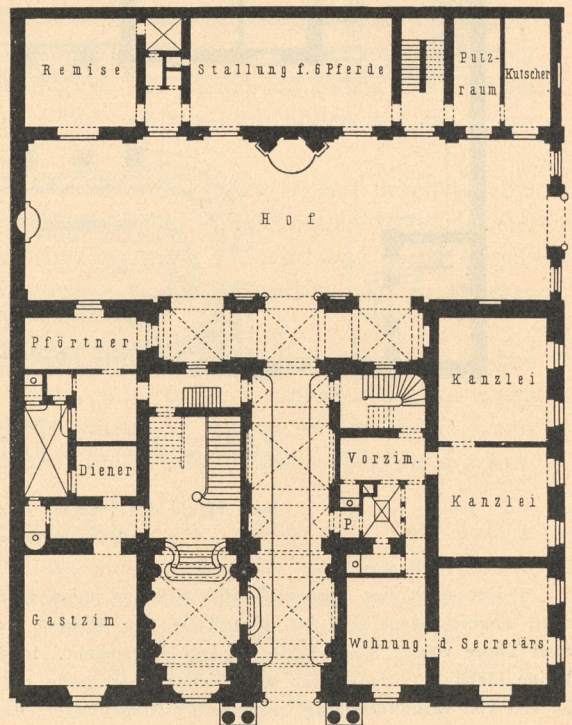 Remise
Stallung f. 6 Pferde
Putz-
raum
Kutscher
Hof
Pförtner
Kanzlei
Diener
Vorzim.
Kanzlei
P.
Gastzim.
Wohnung d. Secretärs